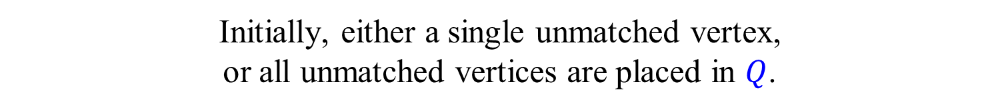 Initially, either a single unmatched vertex,
or all unmatched vertices are placed in Q.